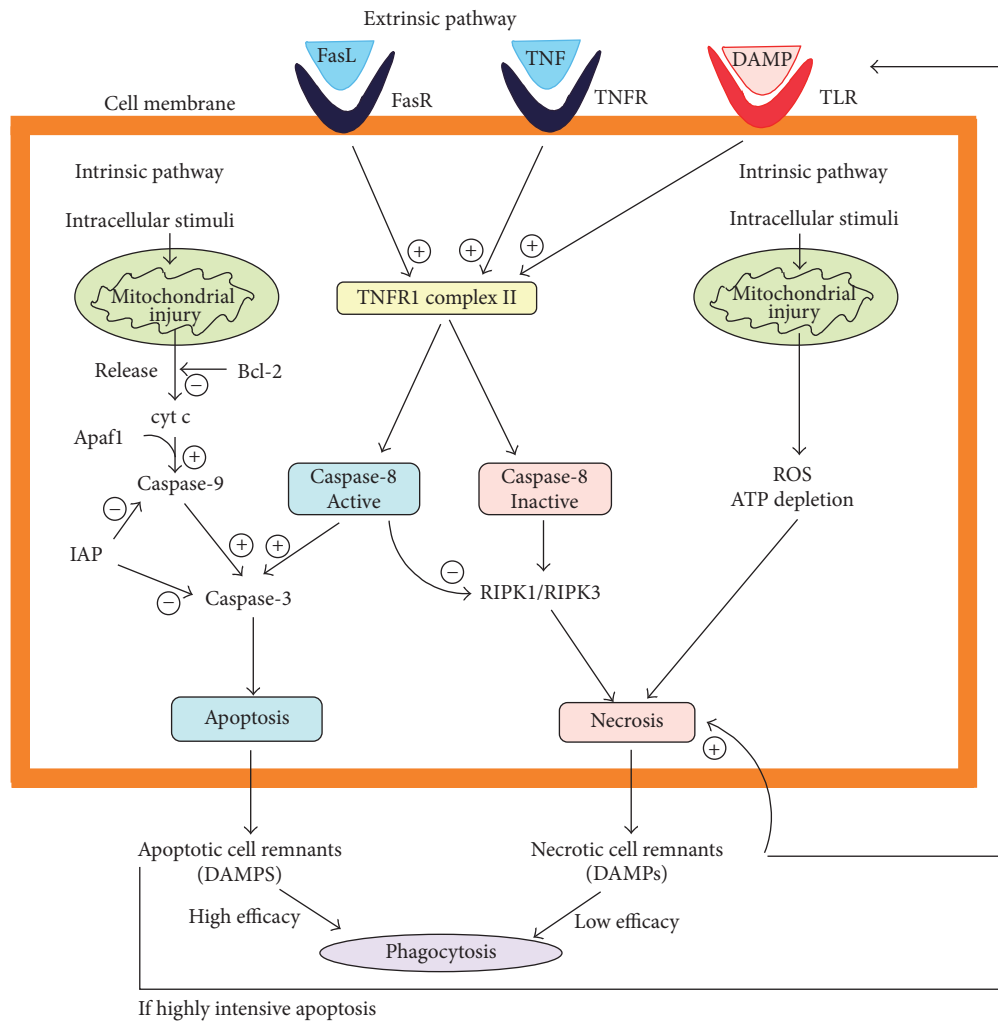 Extrinsic pathway
FasL
TNF
DAMP
Cell membrane
FasR
TNFR
TLR
Intrinsic pathway
Intrinsic pathway
Intracellular stimuli
Intracellular stimuli
+
+
+
Mitochondrial
injury
TNFR1 complex II
Mitochondrial
injury
Release
Bcl-2
−
cyt c
Apaf1
+
Caspase-9
Caspase-8
Active
Caspase-8
Inactive
ROS
ATP depletion
−
IAP
+
+
−
−
Caspase-3
RIPK1/RIPK3
Apoptosis
Necrosis
+
Apoptotic cell remnants
(DAMPS)
Necrotic cell remnants
(DAMPs)
High efficacy
Low efficacy
Phagocytosis
If highly intensive apoptosis